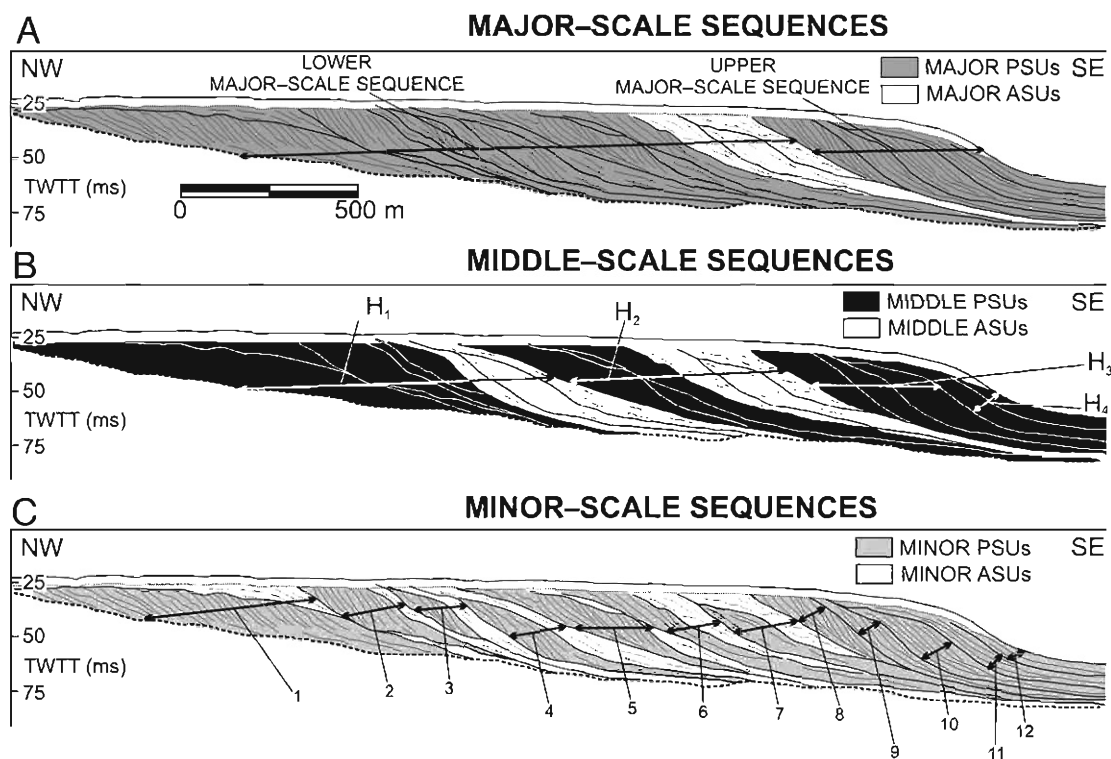 A
MAJOR–SCALE SEQUENCES
NW
LOWER
MAJOR–SCALE SEQUENCE
UPPER
MAJOR–SCALE SEQUENCE
MAJOR PSUs
SE
MAJOR ASUs
25
50
TWTT (ms)
75
0
500 m
B
MIDDLE–SCALE SEQUENCES
NW
H1
H2
MIDDLE PSUs
SE
MIDDLE ASUs
25
50
H3
TWTT (ms)
H4
75
C
MINOR–SCALE SEQUENCES
NW
MINOR PSUs
SE
MINOR ASUs
25
50
TWTT (ms)
75
1
2
3
4
5
6
7
8
9
10
11
12